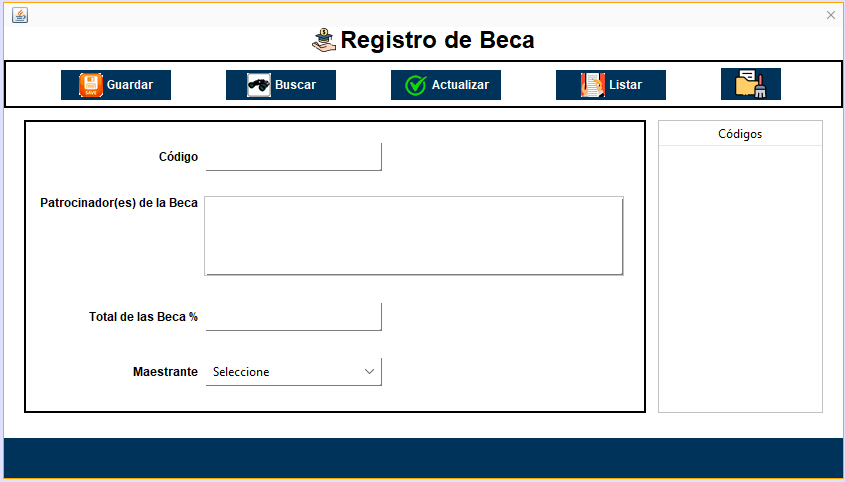 Registro de Beca
SAVE Guardar Buscar Actualizar Listar
Código
Códigos
Patrocinador(es) de la Beca
Total de las Beca %
Maestrante Seleccione